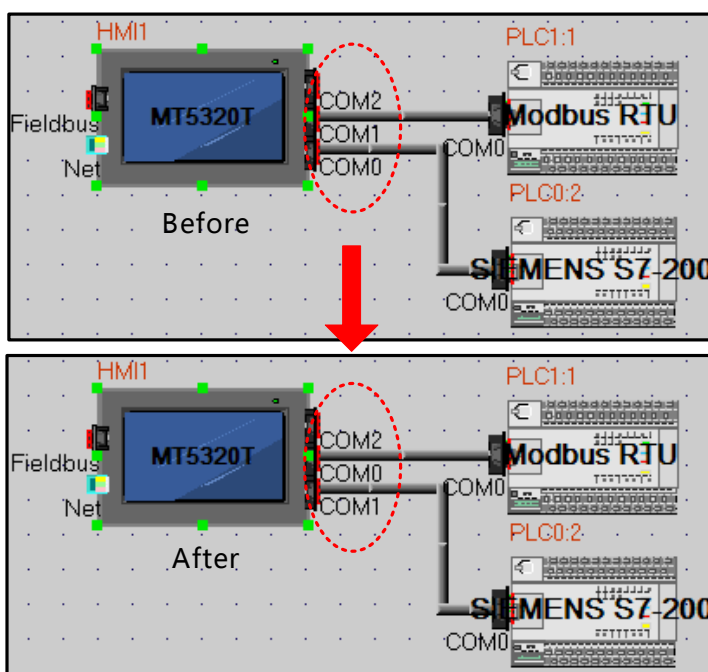 HMI1
PLC1:1
COM2
MT5320T
Modbus RTU
Fieldbus
COM1
COM0
Net
COM0
PLC0:2
Before
SIEMENS S7-200
COM0
HMI1
PLC1:1
COM2
MT5320T
Modbus RTU
Fieldbus
COM0
COM0
Net
COM1
PLC0:2
After
SIEMENS S7-200
COM0